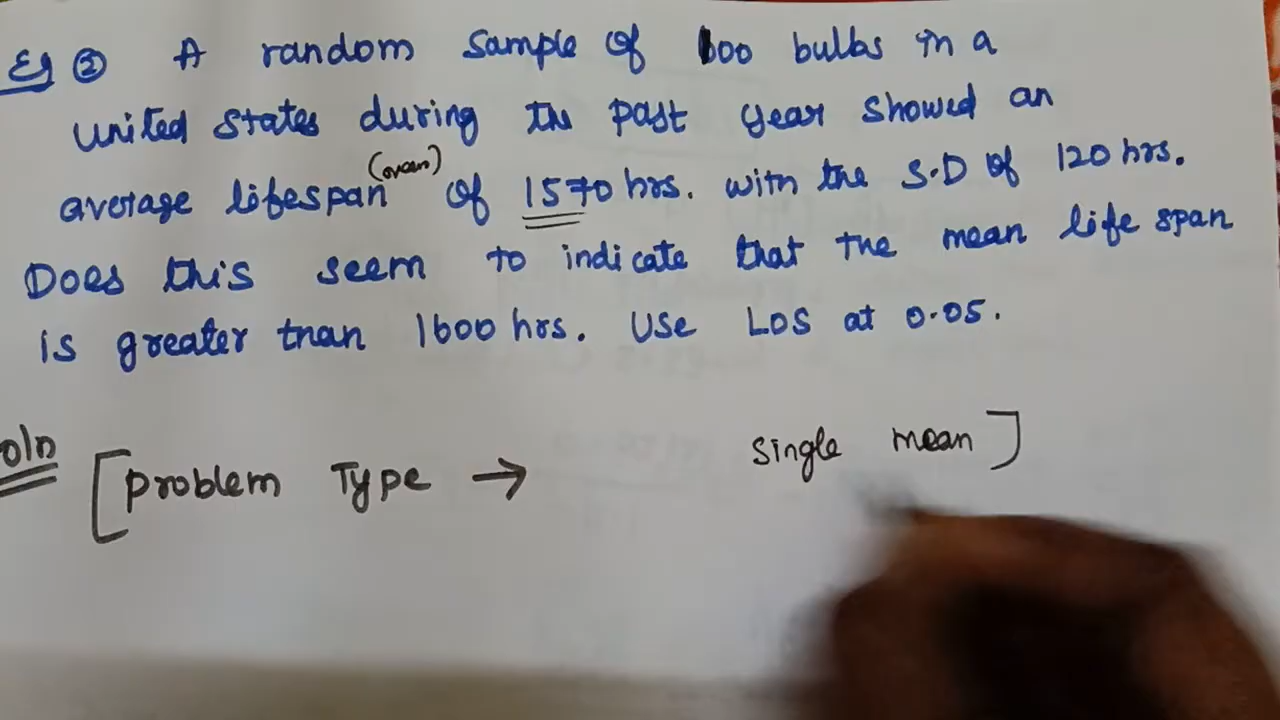 Eg ② A random sample of 100 bulbs in a
united states during the past year showed an
average lifespan (mean) of 1570 hrs. with the S.D of 120 hrs.
Does this seem to indicate that the mean life span
is greater than 1600 hrs. Use LOS at 0.05.
oln [Problem Type → single mean]